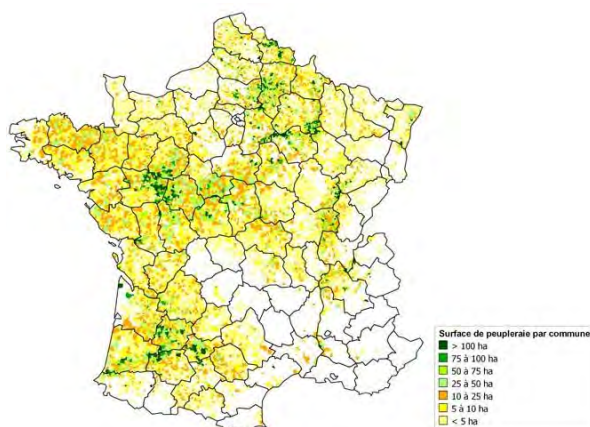 Surface de peupleraie par commune
> 100 ha
75 à 100 ha
50 à 75 ha
25 à 50 ha
10 à 25 ha
5 à 10 ha
< 5 ha